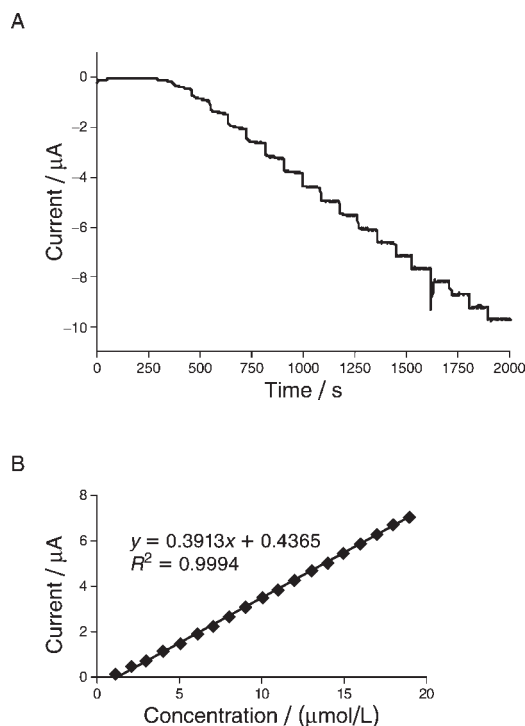 A
0
−2
−4
−6
−8
−10
Current / μA
0 250 500 750 1000 1250 1500 1750 2000
Time / s
B
8
6
4
2
0
Current / μA
y = 0.3913x + 0.4365
R² = 0.9994
0 5 10 15 20
Concentration / (μmol/L)